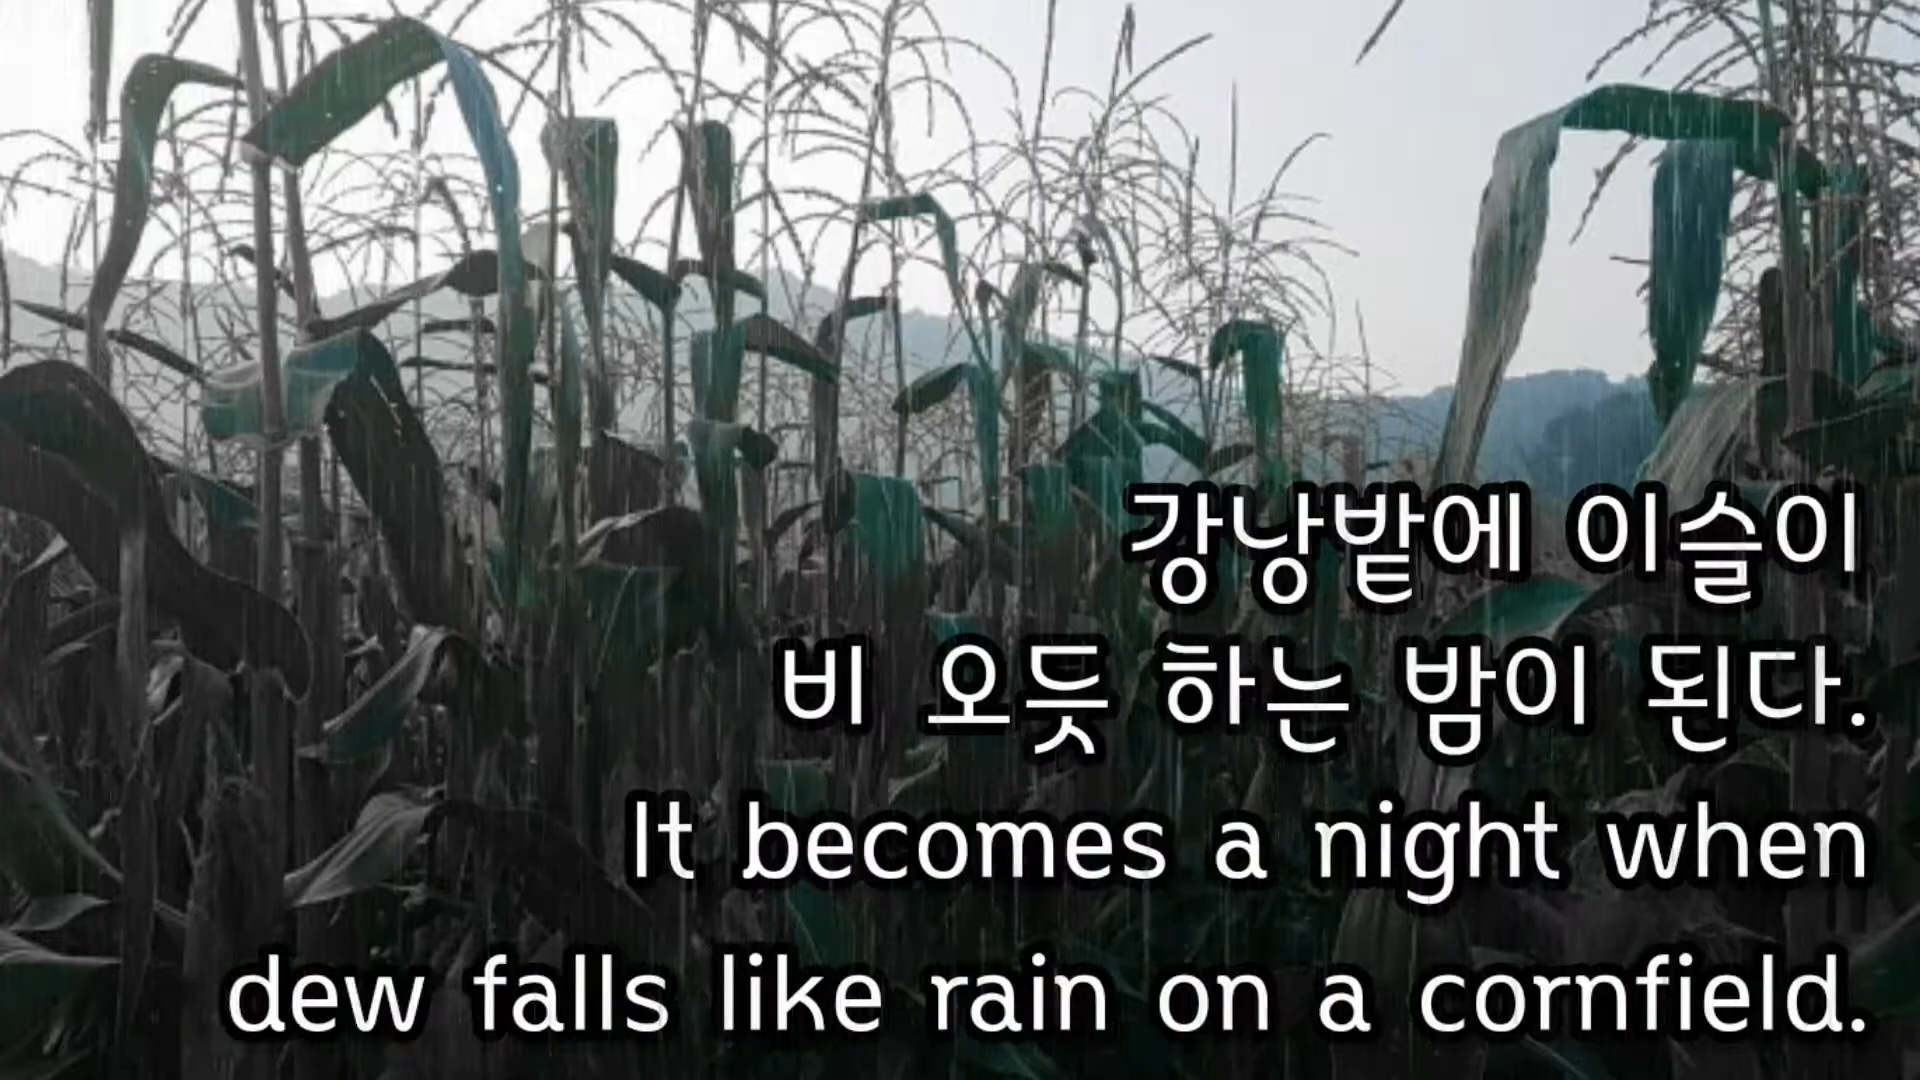 강낭밭에 이슬이
비 오듯 하는 밤이 된다.
It becomes a night when
dew falls like rain on a cornfield.